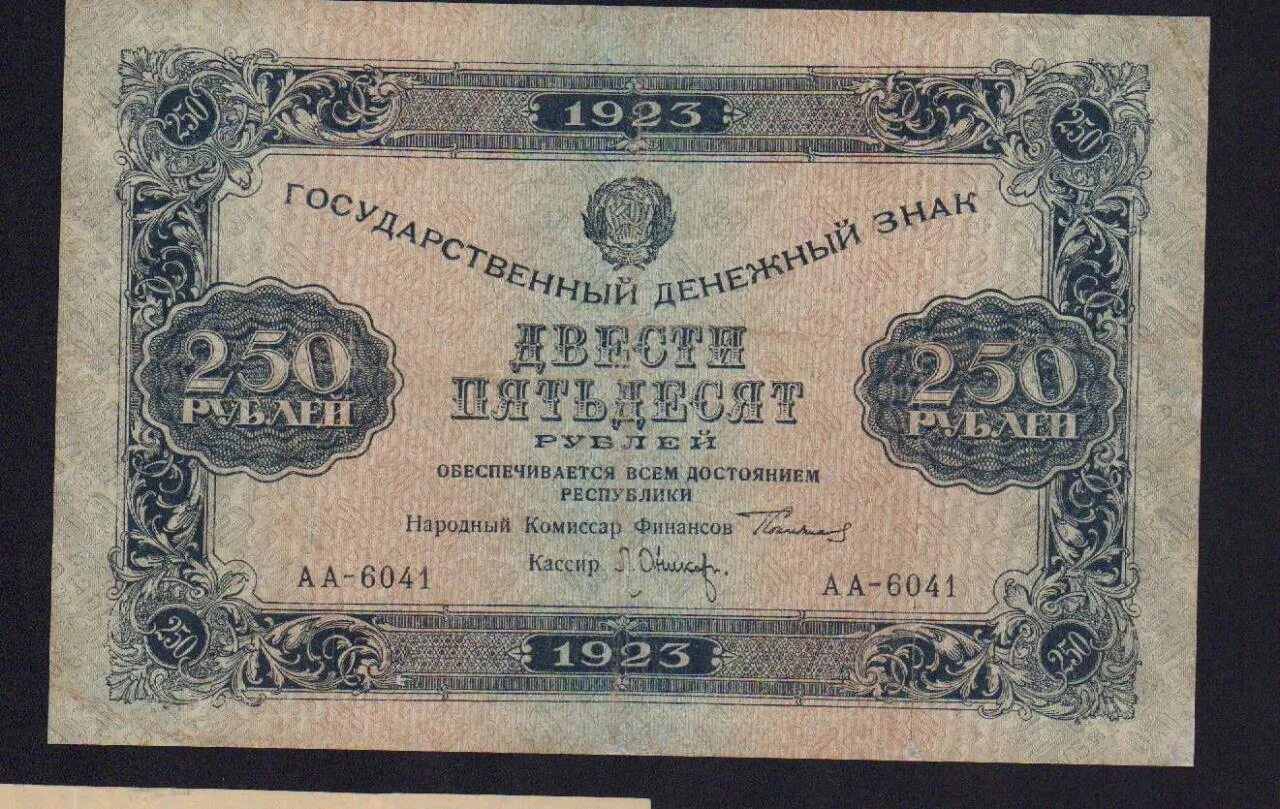 250 1923 250
ГОСУДАРСТВЕННЫЙ ДЕНЕЖНЫЙ ЗНАК
250
РУБЛЕЙ
ДВЕСТИ
ПЯТЬДЕСЯТ
РУБЛЕЙ
250
РУБЛЕЙ
ОБЕСПЕЧИВАЕТСЯ ВСЕМ ДОСТОЯНИЕМ
РЕСПУБЛИКИ
Народный Комиссар Финансов
Кассир
АА-6041 АА-6041
250 1923 250